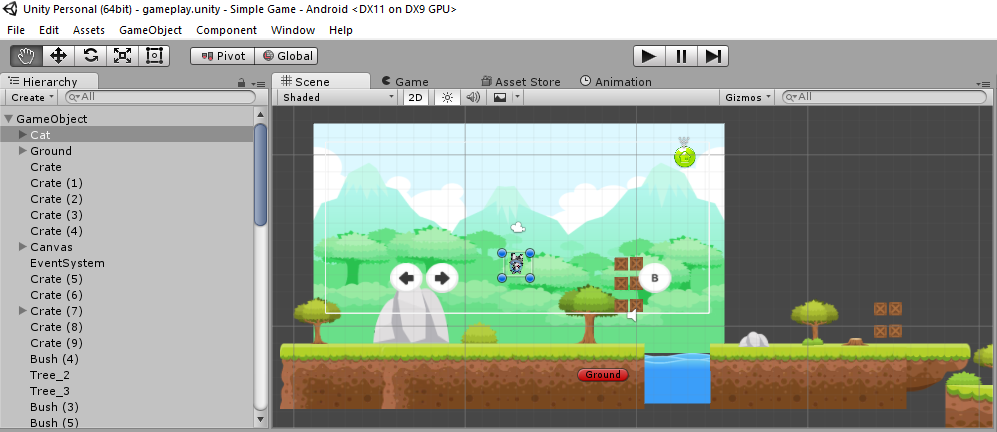 Unity Personal (64bit) - gameplay.unity - Simple Game - Android <DX11 on DX9 GPU>
File Edit Assets GameObject Component Window Help
Pivot Global
Hierarchy
Create All
GameObject
Cat
Ground
Crate
Crate (1)
Crate (2)
Crate (3)
Crate (4)
Canvas
EventSystem
Crate (5)
Crate (6)
Crate (7)
Crate (8)
Crate (9)
Bush (4)
Tree_2
Tree_3
Bush (3)
Bush (5)
Scene Game Asset Store Animation
Shaded 2D Gizmos All
B
Ground